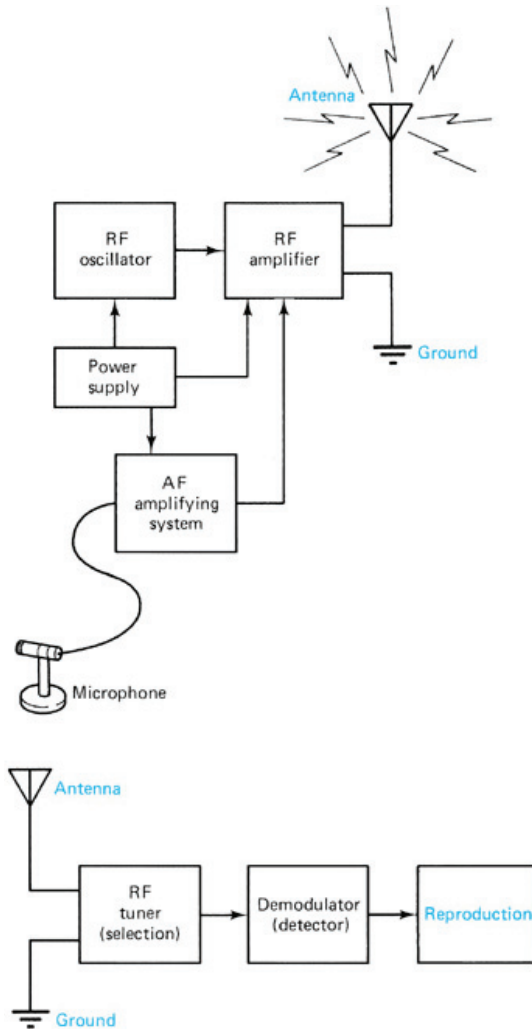 Antenna
RF
oscillator
RF
amplifier
Ground
Power
supply
AF
amplifying
system
Microphone
Antenna
RF
tuner
(selection)
Demodulator
(detector)
Reproduction
Ground